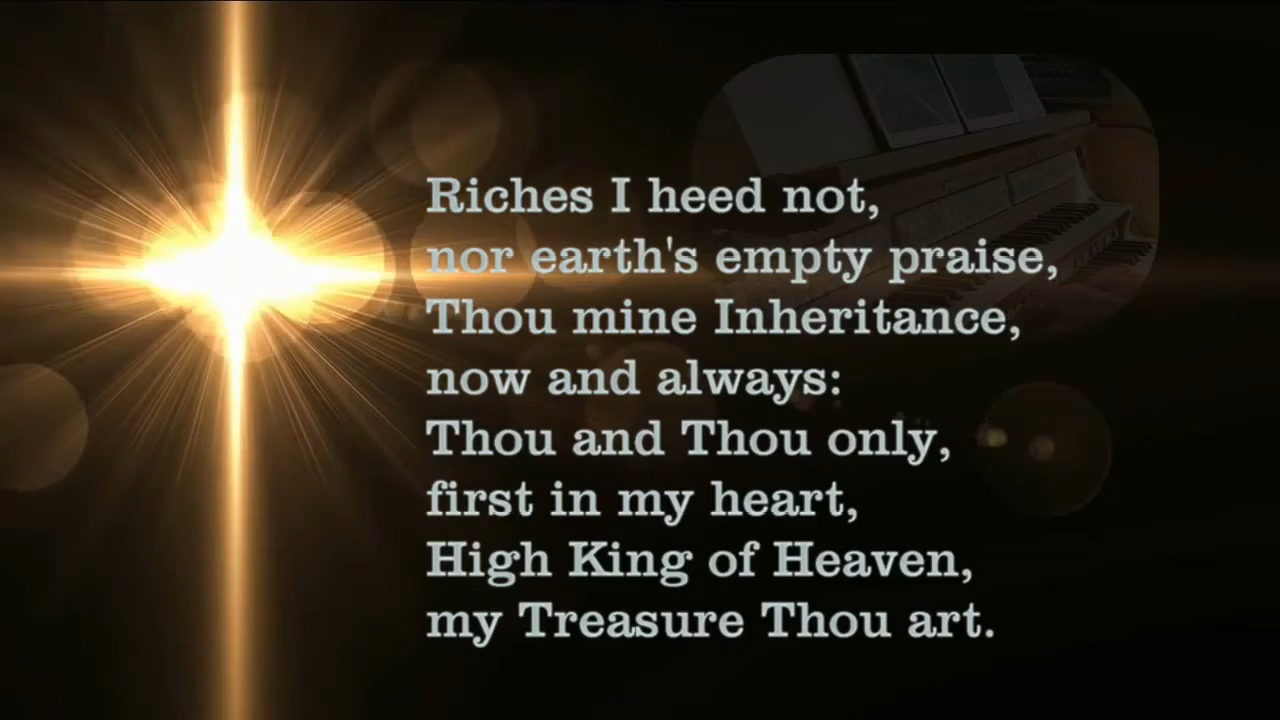 Riches I heed not,
nor earth's empty praise,
Thou mine Inheritance,
now and always:
Thou and Thou only,
first in my heart,
High King of Heaven,
my Treasure Thou art.